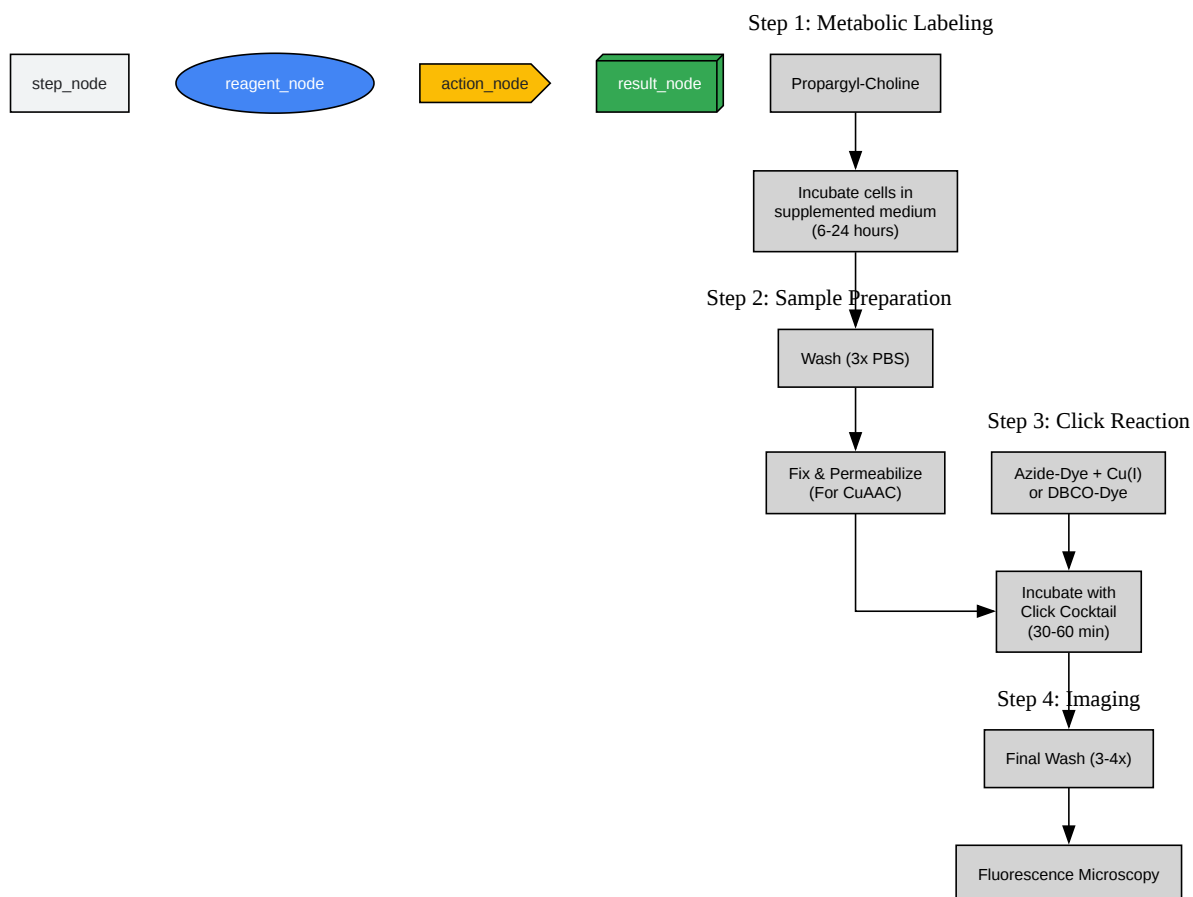 Step 1: Metabolic Labeling
step_node
reagent_node
action_node
result_node
Propargyl-Choline
Incubate cells in
supplemented medium
(6-24 hours)
Step 2: Sample Preparation
Wash (3x PBS)
Step 3: Click Reaction
Fix & Permeabilize
(For CuAAC)
Azide-Dye + Cu(I)
or DBCO-Dye
Incubate with
Click Cocktail
(30-60 min)
Step 4: Imaging
Final Wash (3-4x)
Fluorescence Microscopy